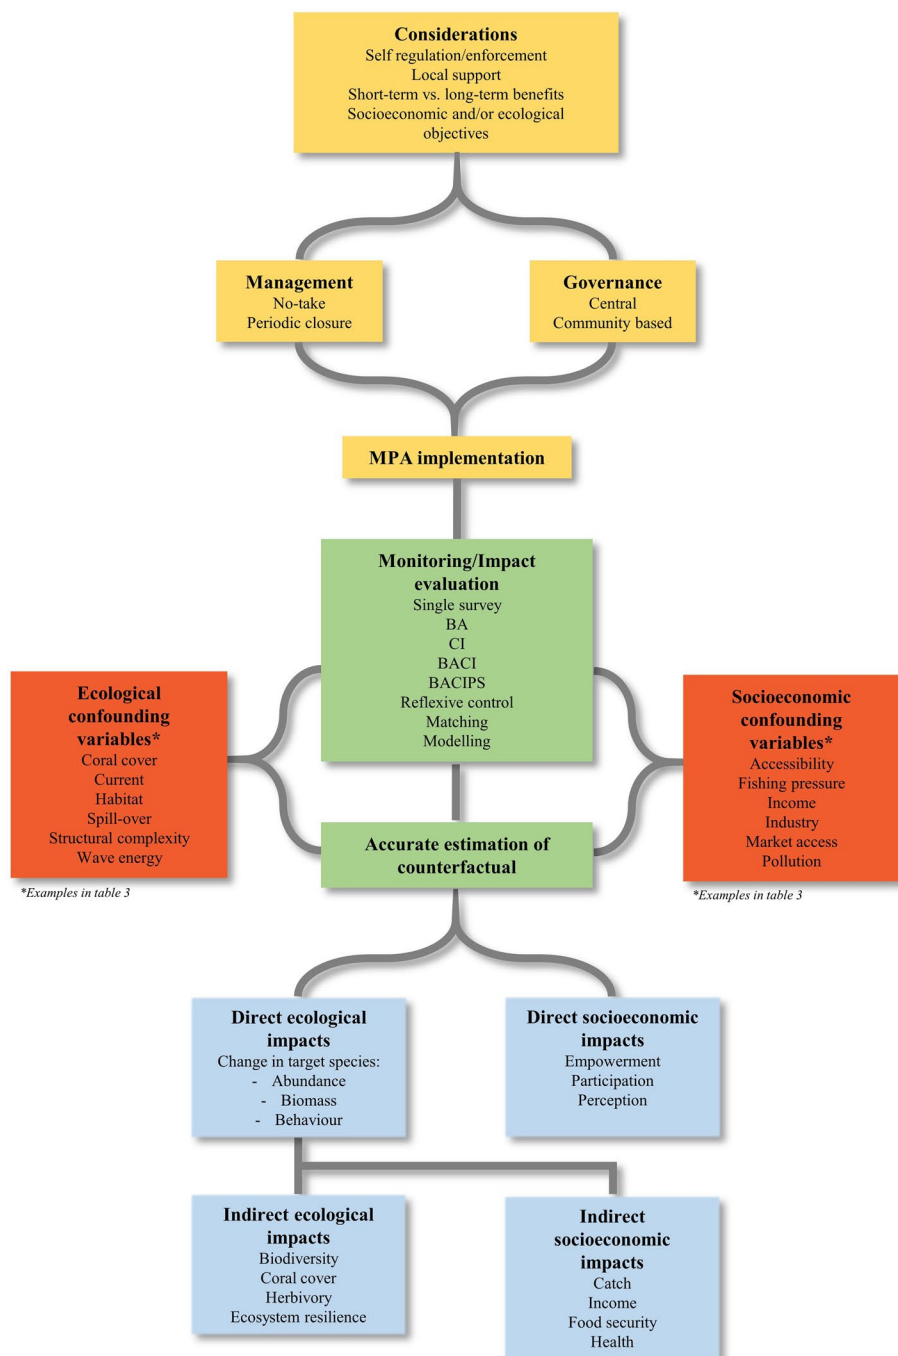 Considerations
Self regulation/enforcement
Local support
Short-term vs. long-term benefits
Socioeconomic and/or ecological
objectives
Management
No-take
Periodic closure
Governance
Central
Community based
MPA implementation
Monitoring/Impact
evaluation
Single survey
BA
CI
BACI
BACIPS
Reflexive control
Matching
Modelling
Ecological
confounding
variables*
Coral cover
Current
Habitat
Spill-over
Structural complexity
Wave energy
*Examples in table 3
Socioeconomic
confounding
variables*
Accessibility
Fishing pressure
Income
Industry
Market access
Pollution
*Examples in table 3
Accurate estimation of
counterfactual
Direct ecological
impacts
Change in target species:
- Abundance
- Biomass
- Behaviour
Direct socioeconomic
impacts
Empowerment
Participation
Perception
Indirect ecological
impacts
Biodiversity
Coral cover
Herbivory
Ecosystem resilience
Indirect
socioeconomic
impacts
Catch
Income
Food security
Health